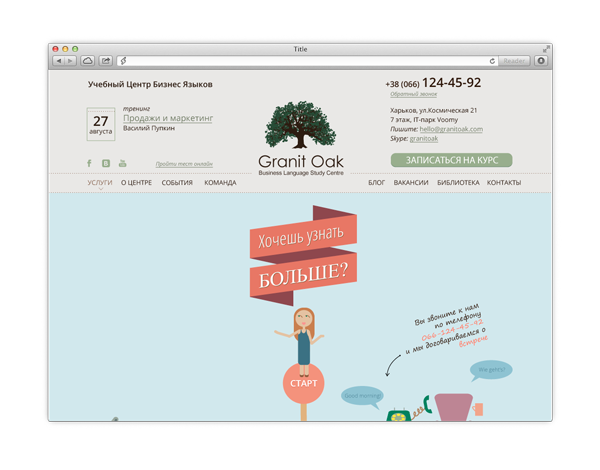 Title
Reader
Учебный Центр Бизнес Языков
+38 (066) 124-45-92
Обратный звонок
27
августа
тренинг
Продажи и маркетинг
Василий Пупкин
Харьков, ул.Космическая 21
7 этаж, IT-парк Voomy
Пишите: hello@granitoak.com
Skype: granitoak
Пройти тест онлайн
Granit Oak
Business Language Study Centre
ЗАПИСАТЬСЯ НА КУРС
УСЛУГИ О ЦЕНТРЕ СОБЫТИЯ КОМАНДА
БЛОГ ВАКАНСИИ БИБЛИОТЕКА КОНТАКТЫ
Хочешь узнать
БОЛЬШЕ?
Вы звоните к нам
по телефону
066-124-45-92
и мы договариваемся о
встрече
СТАРТ
Good morning!